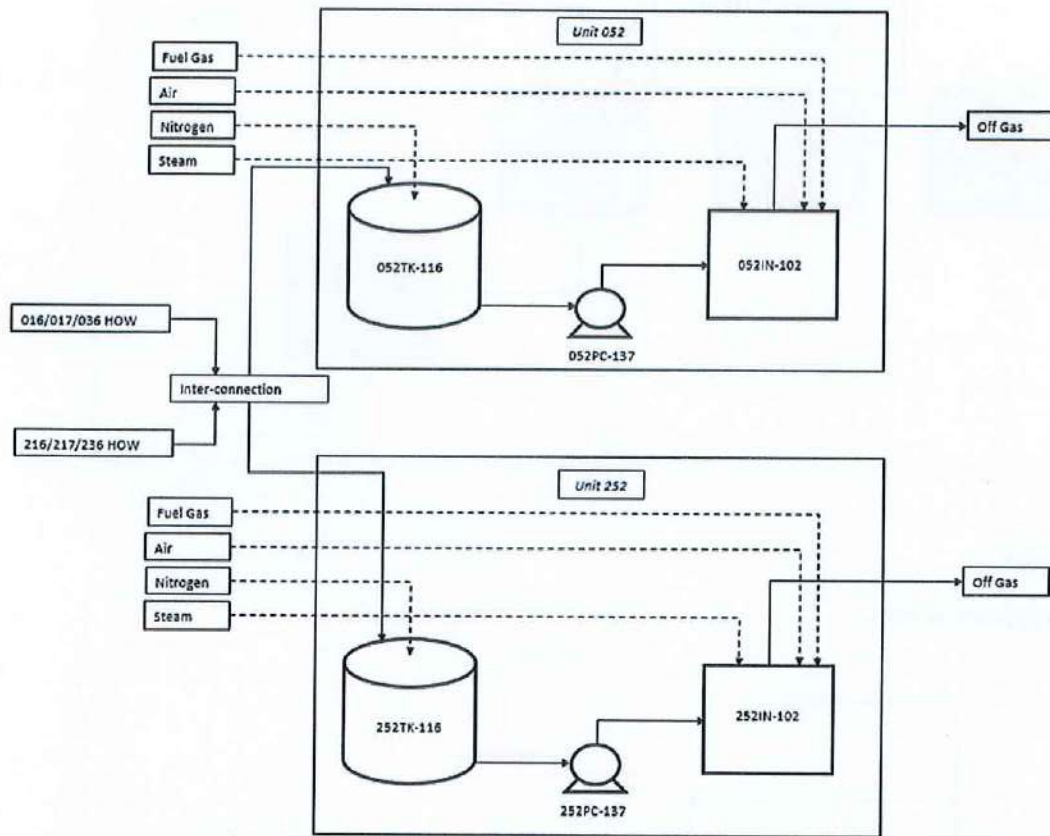 Unit 052
Fuel Gas
Air
Nitrogen
Steam
Off Gas
052TK-116
052IN-102
052PC-137
016/017/036 HOW
Inter-connection
216/217/236 HOW
Unit 252
Fuel Gas
Air
Nitrogen
Steam
Off Gas
252TK-116
252IN-102
252PC-137